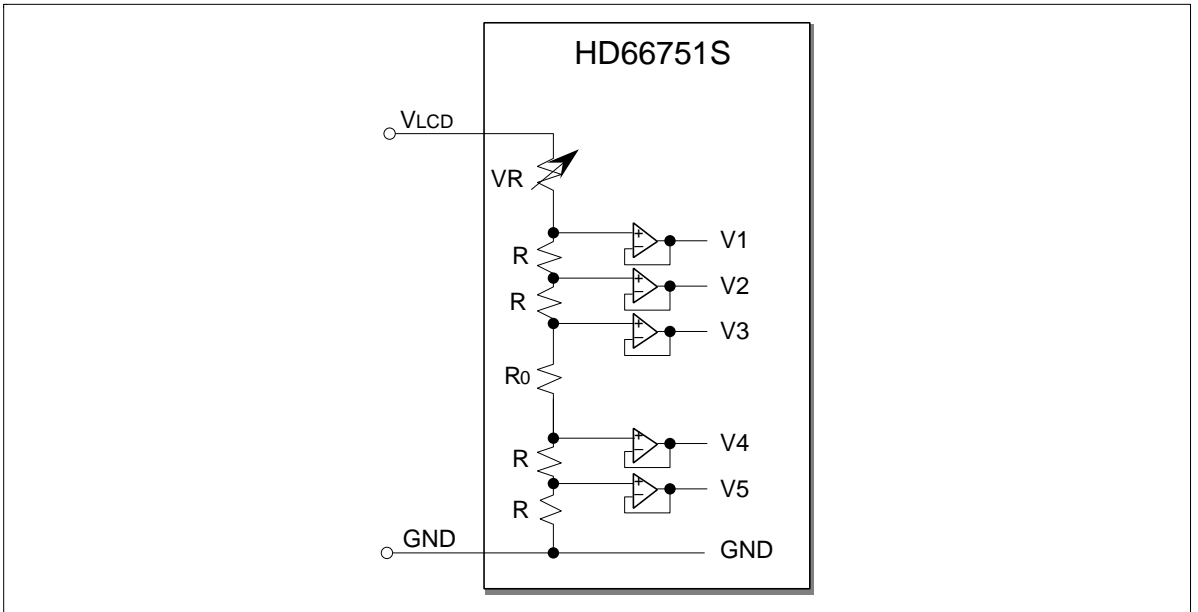 HD66751S
VLCD
VR
+
−
V1
R
+
−
V2
R
+
−
V3
R0
+
−
V4
R
+
−
V5
R
GND
GND